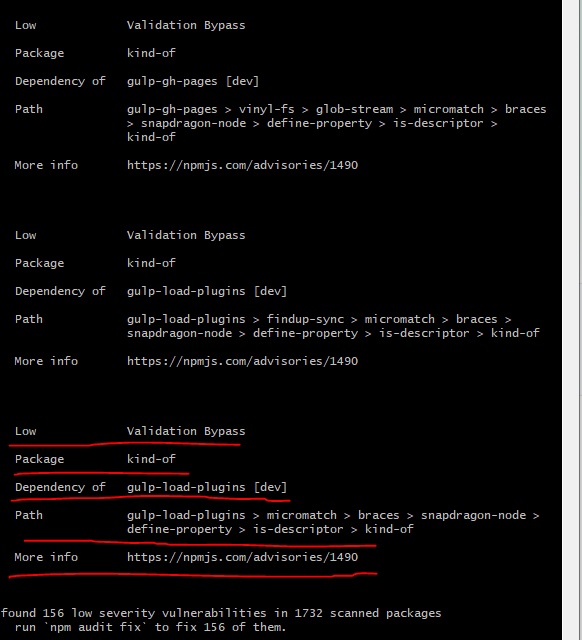 Low Validation Bypass
Package kind-of
Dependency of gulp-gh-pages [dev]
Path gulp-gh-pages > vinyl-fs > glob-stream > micromatch > braces
> snapdragon-node > define-property > is-descriptor >
kind-of
More info https://npmjs.com/advisories/1490
Low Validation Bypass
Package kind-of
Dependency of gulp-load-plugins [dev]
Path gulp-load-plugins > findup-sync > micromatch > braces >
snapdragon-node > define-property > is-descriptor > kind-of
More info https://npmjs.com/advisories/1490
Low Validation Bypass
Package kind-of
Dependency of gulp-load-plugins [dev]
Path gulp-load-plugins > micromatch > braces > snapdragon-node >
define-property > is-descriptor > kind-of
More info https://npmjs.com/advisories/1490
found 156 low severity vulnerabilities in 1732 scanned packages
run `npm audit fix` to fix 156 of them.